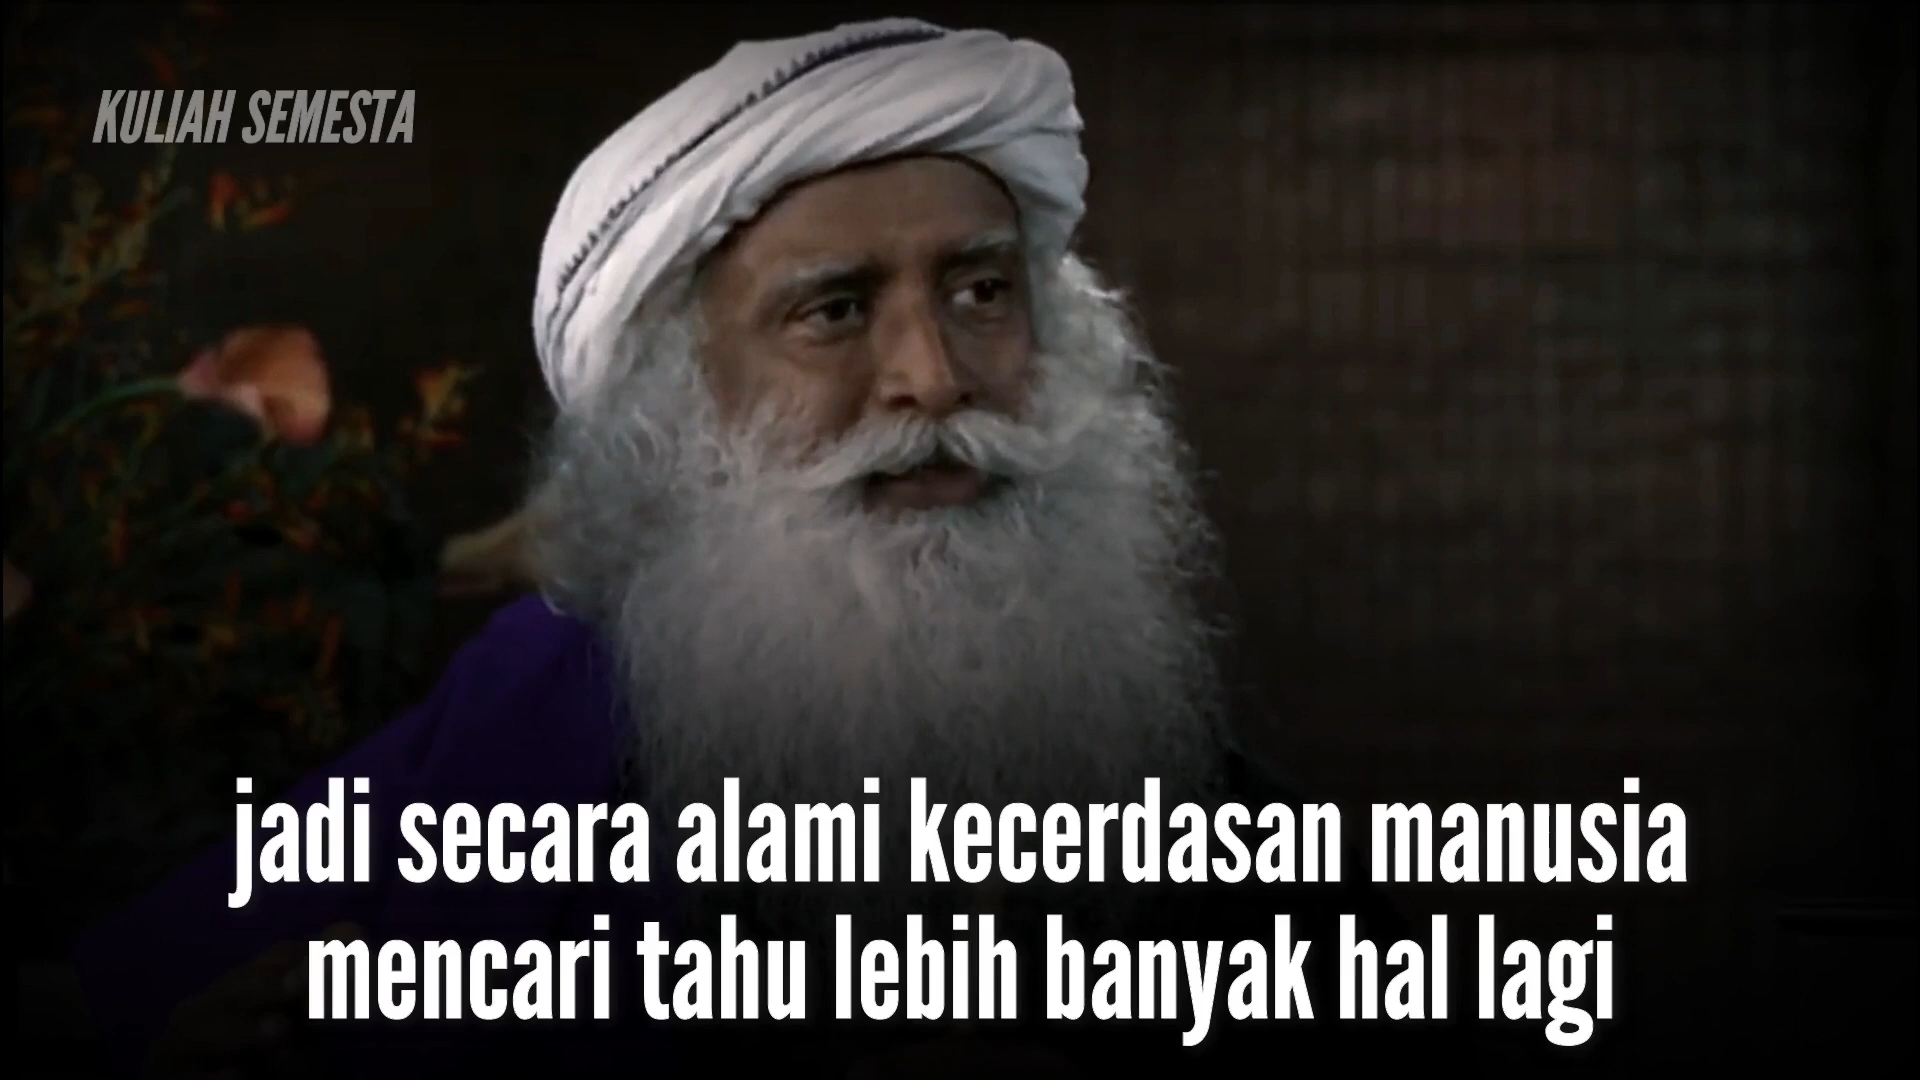 KULIAH SEMESTA
jadi secara alami kecerdasan manusia
mencari tahu lebih banyak hal lagi